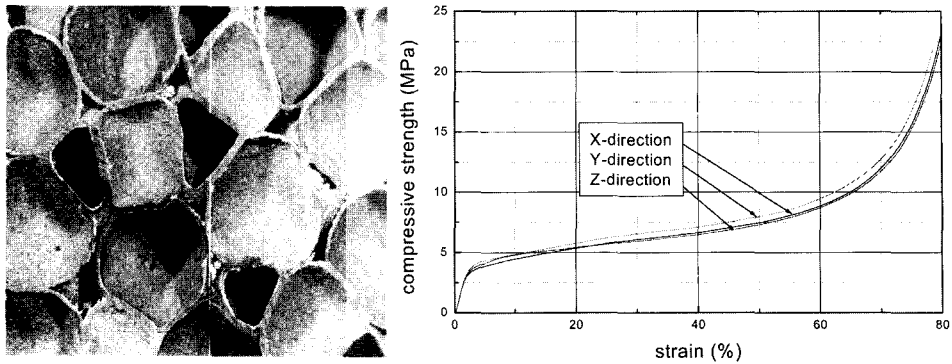 25
20
15
10
5
0
compressive strength (MPa)
X-direction
Y-direction
Z-direction
0
20
40
60
80
strain (%)